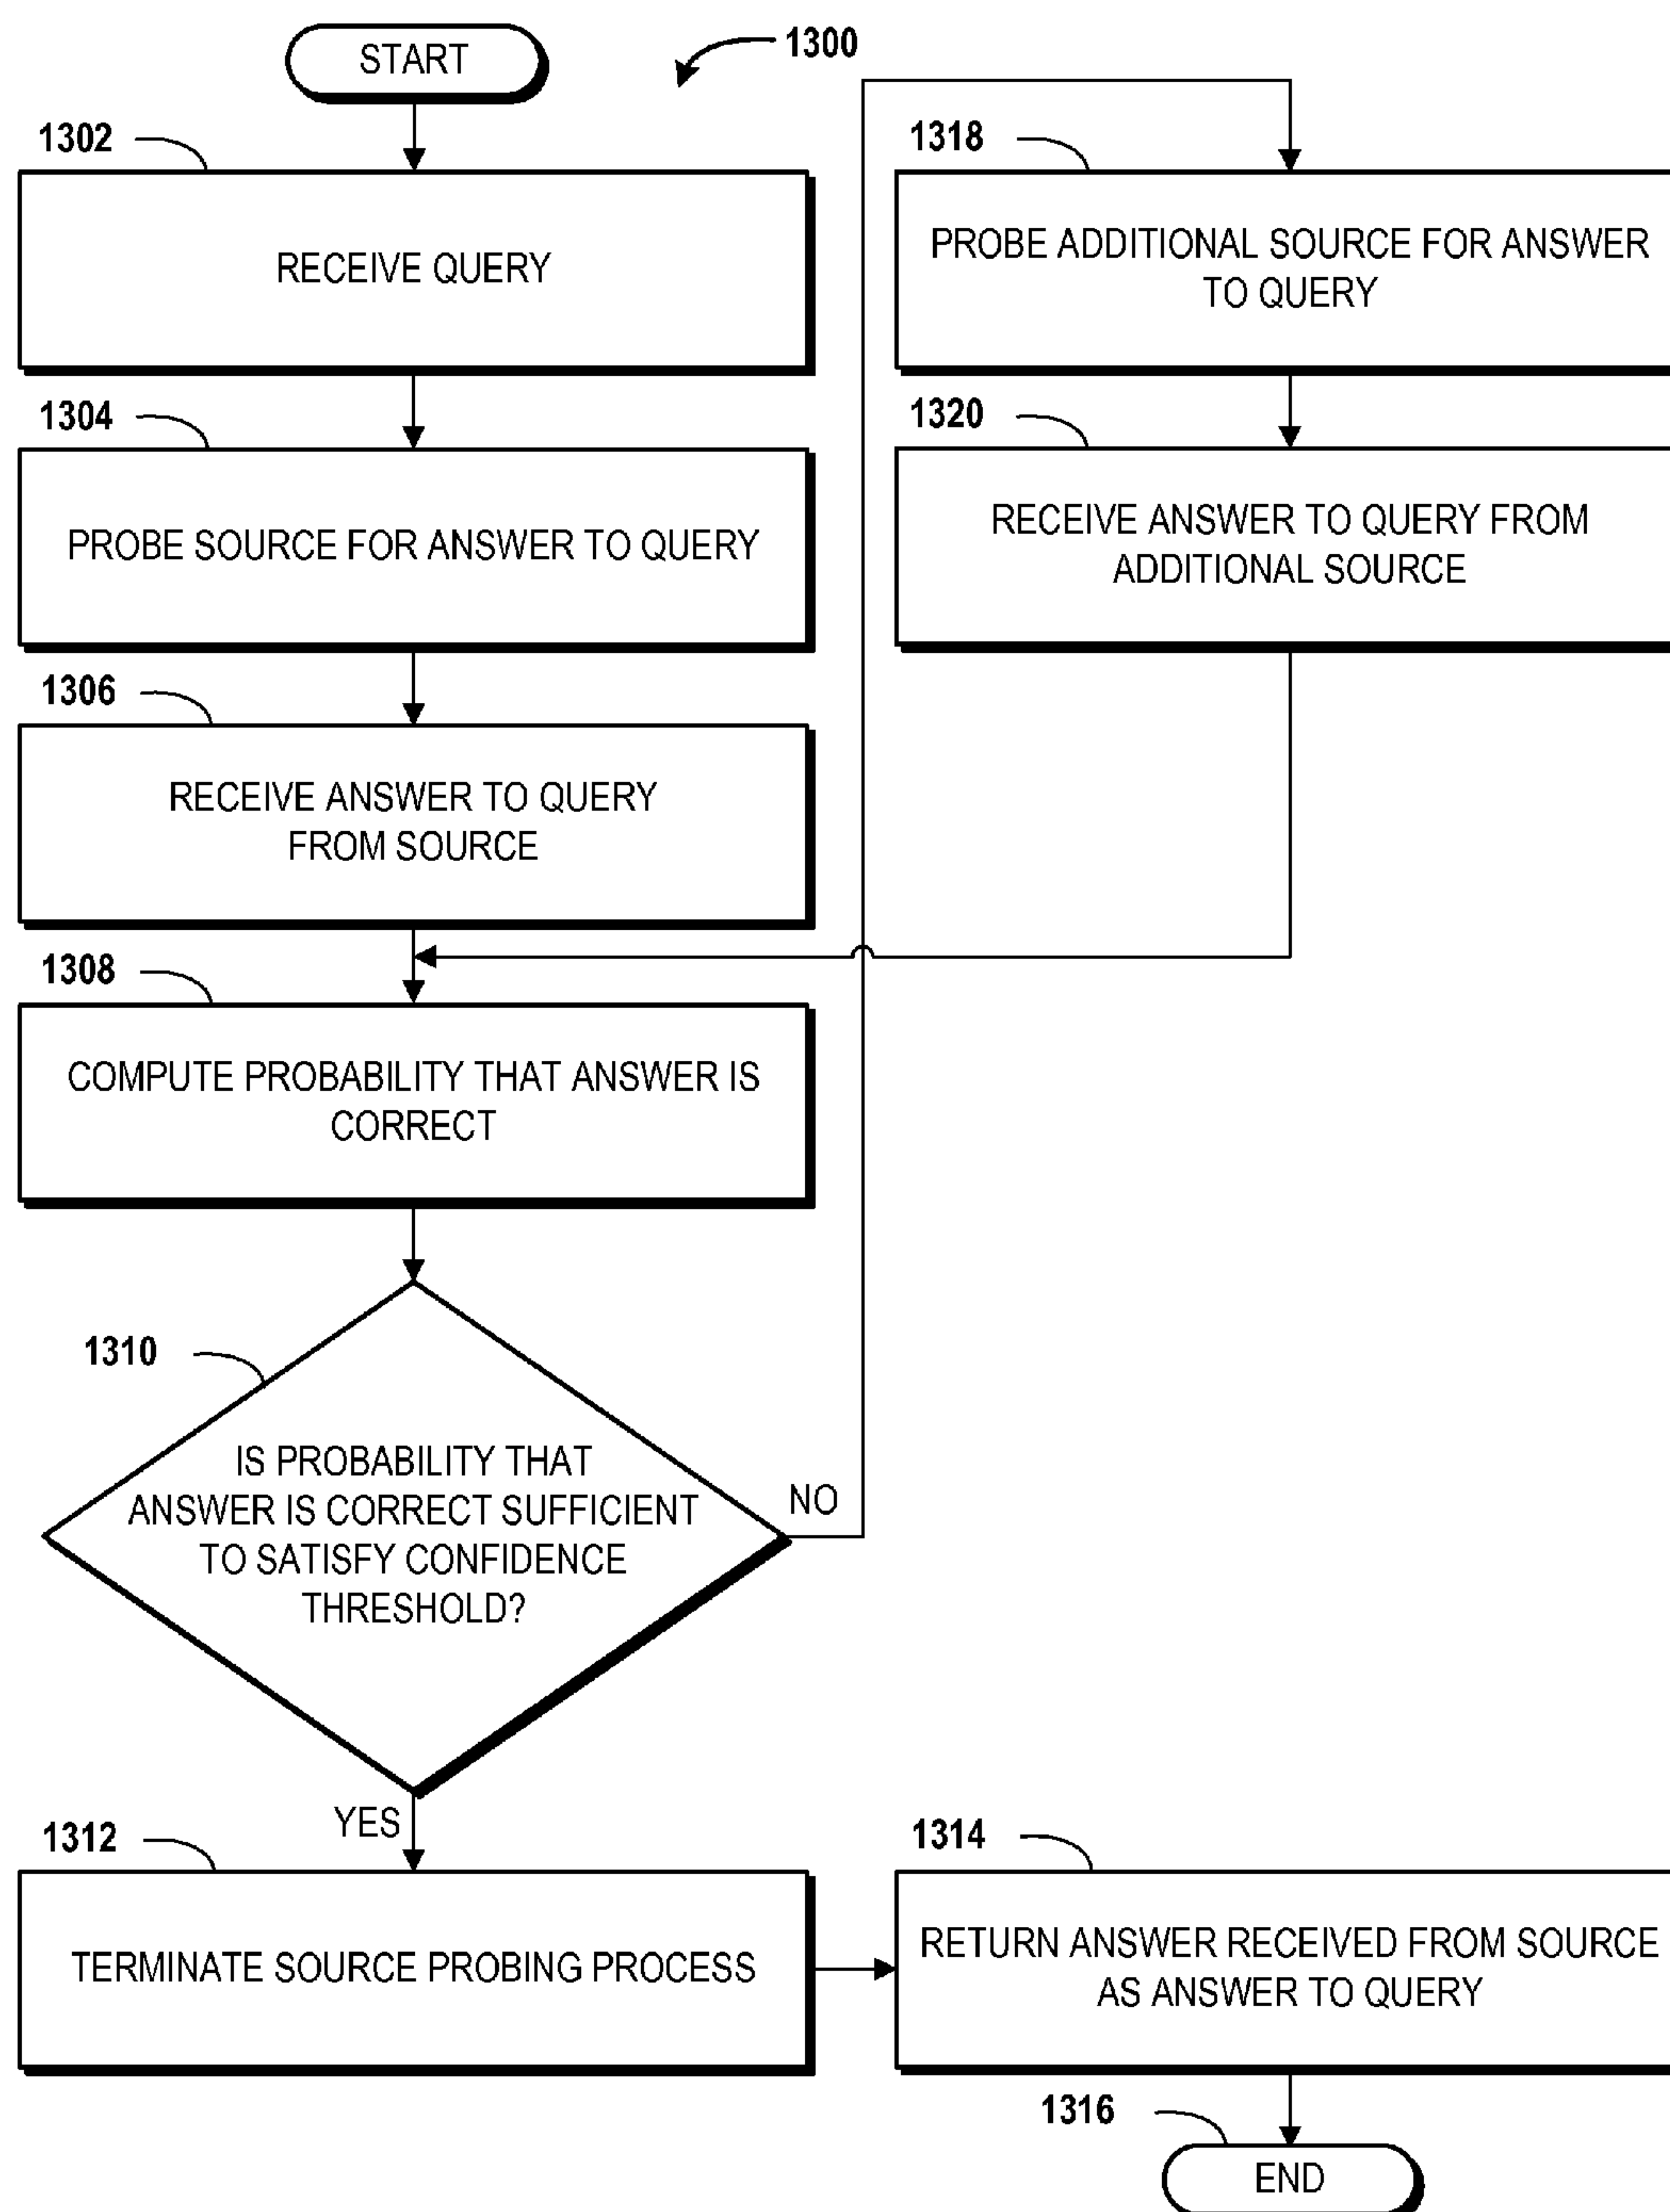 START
1300
1302
RECEIVE QUERY
1304
PROBE SOURCE FOR ANSWER TO QUERY
1306
RECEIVE ANSWER TO QUERY
FROM SOURCE
1308
COMPUTE PROBABILITY THAT ANSWER IS
CORRECT
1310
IS PROBABILITY THAT
ANSWER IS CORRECT SUFFICIENT
TO SATISFY CONFIDENCE
THRESHOLD?
NO
YES
1312
TERMINATE SOURCE PROBING PROCESS
1314
RETURN ANSWER RECEIVED FROM SOURCE
AS ANSWER TO QUERY
1316
END
1318
PROBE ADDITIONAL SOURCE FOR ANSWER
TO QUERY
1320
RECEIVE ANSWER TO QUERY FROM
ADDITIONAL SOURCE